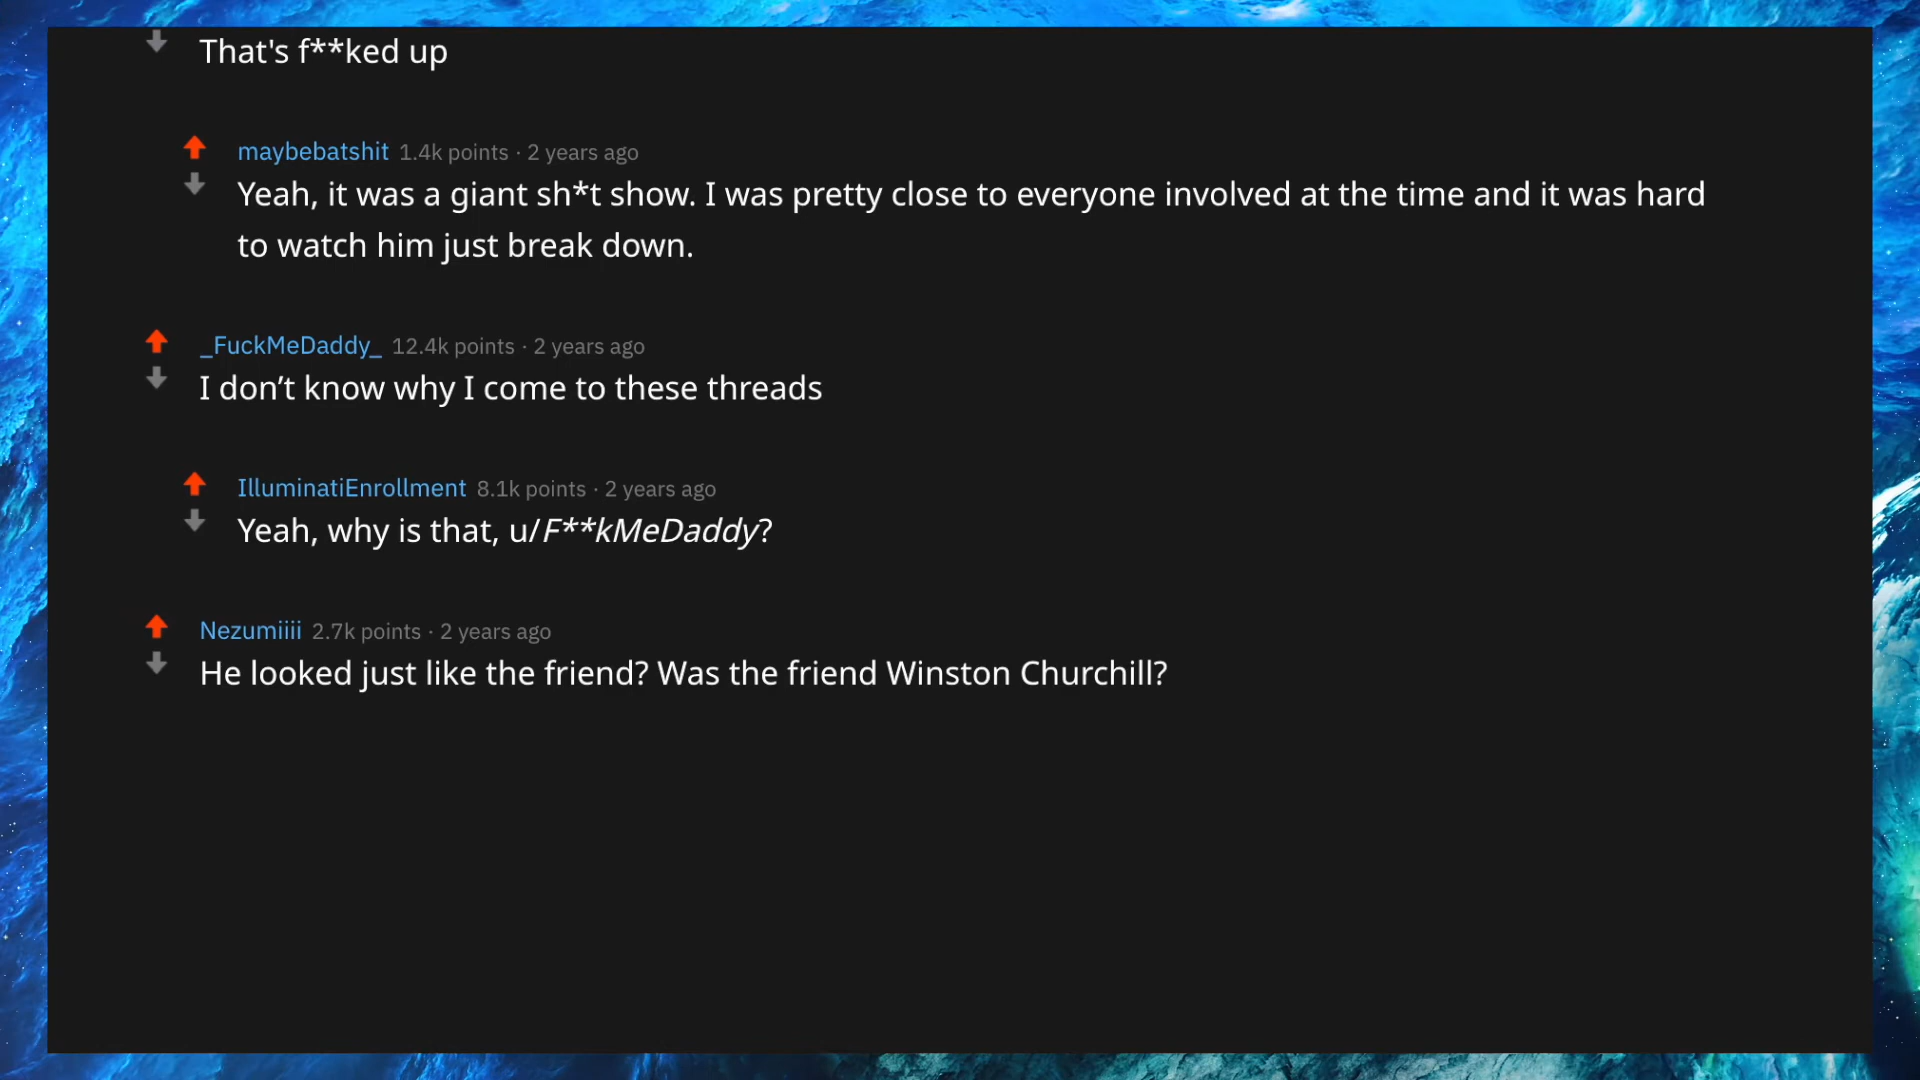 That's f**ked up
maybebatshit 1.4k points · 2 years ago
Yeah, it was a giant sh*t show. I was pretty close to everyone involved at the time and it was hard
to watch him just break down.
_FuckMeDaddy_ 12.4k points · 2 years ago
I don’t know why I come to these threads
IlluminatiEnrollment 8.1k points · 2 years ago
Yeah, why is that, u/F**kMeDaddy?
Nezumiiii 2.7k points · 2 years ago
He looked just like the friend? Was the friend Winston Churchill?